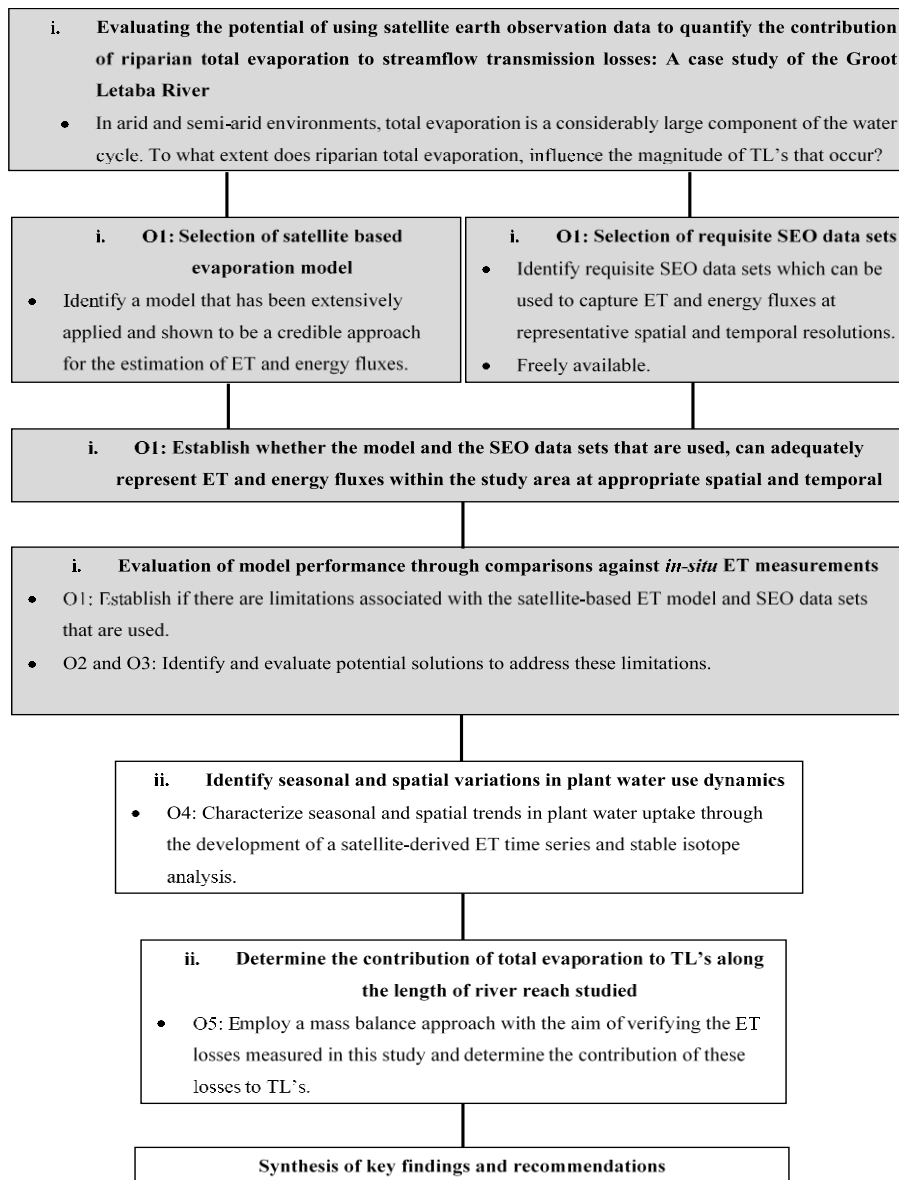 i. Evaluating the potential of using satellite earth observation data to quantify the contribution
of riparian total evaporation to streamflow transmission losses: A case study of the Groot
Letaba River
• In arid and semi-arid environments, total evaporation is a considerably large component of the water
cycle. To what extent does riparian total evaporation, influence the magnitude of TL's that occur?
i. O1: Selection of satellite based
evaporation model
• Identify a model that has been extensively
applied and shown to be a credible approach
for the estimation of ET and energy fluxes.
i. O1: Selection of requisite SEO data sets
• Identify requisite SEO data sets which can be
used to capture ET and energy fluxes at
representative spatial and temporal resolutions.
• Freely available.
i. O1: Establish whether the model and the SEO data sets that are used, can adequately
represent ET and energy fluxes within the study area at appropriate spatial and temporal
i. Evaluation of model performance through comparisons against in-situ ET measurements
• O1: Establish if there are limitations associated with the satellite-based ET model and SEO data sets
that are used.
• O2 and O3: Identify and evaluate potential solutions to address these limitations.
ii. Identify seasonal and spatial variations in plant water use dynamics
• O4: Characterize seasonal and spatial trends in plant water uptake through
the development of a satellite-derived ET time series and stable isotope
analysis.
ii. Determine the contribution of total evaporation to TL's along
the length of river reach studied
• O5: Employ a mass balance approach with the aim of verifying the ET
losses measured in this study and determine the contribution of these
losses to TL's.
Synthesis of key findings and recommendations